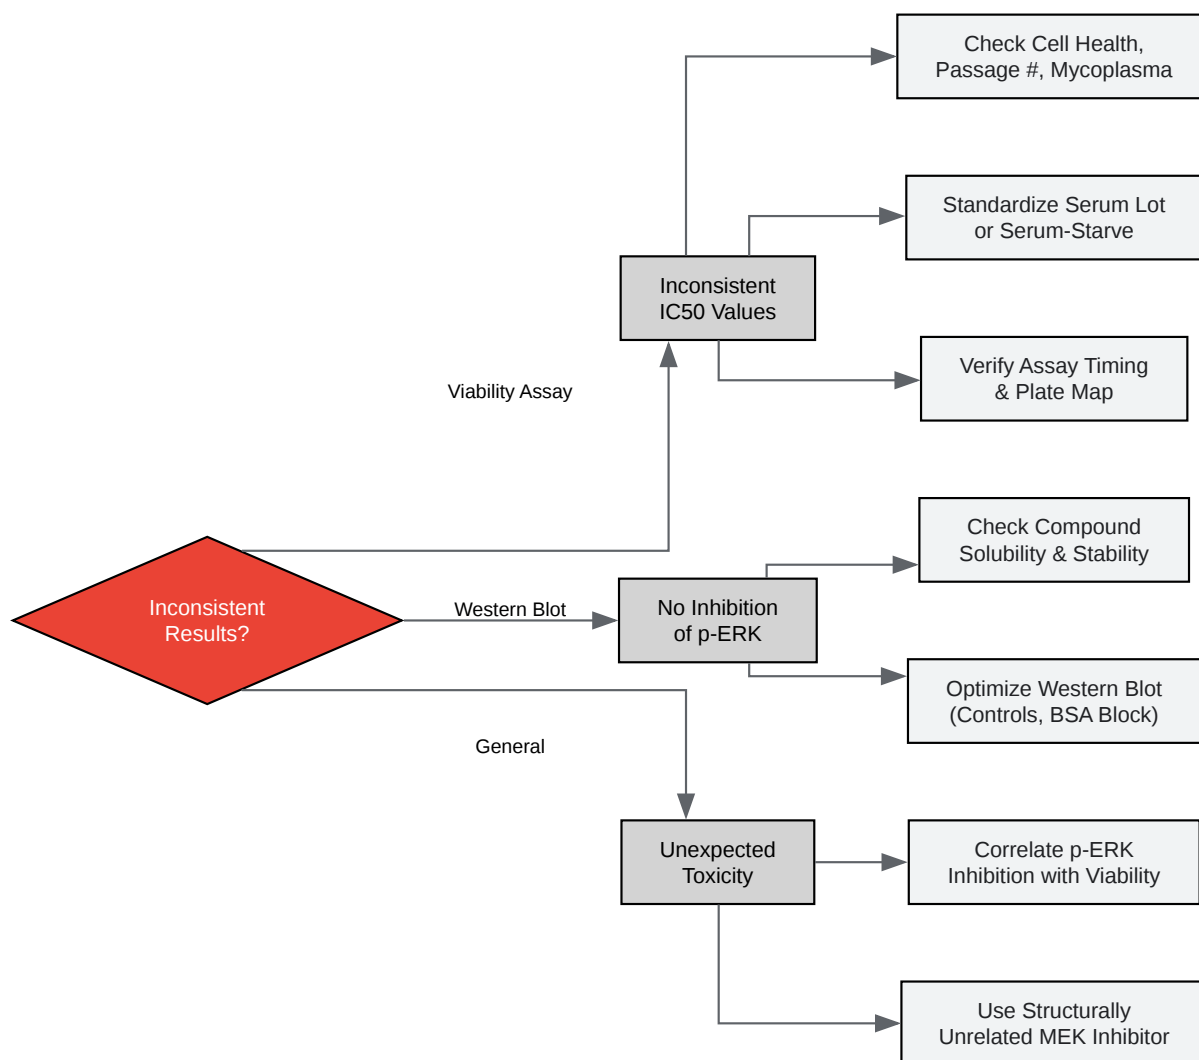 Check Cell Health,
Passage #, Mycoplasma
Standardize Serum Lot
or Serum-Starve
Inconsistent
IC50 Values
Verify Assay Timing
& Plate Map
Viability Assay
Check Compound
Solubility & Stability
Inconsistent
Results?
Western Blot
No Inhibition
of p-ERK
Optimize Western Blot
(Controls, BSA Block)
General
Unexpected
Toxicity
Correlate p-ERK
Inhibition with Viability
Use Structurally
Unrelated MEK Inhibitor